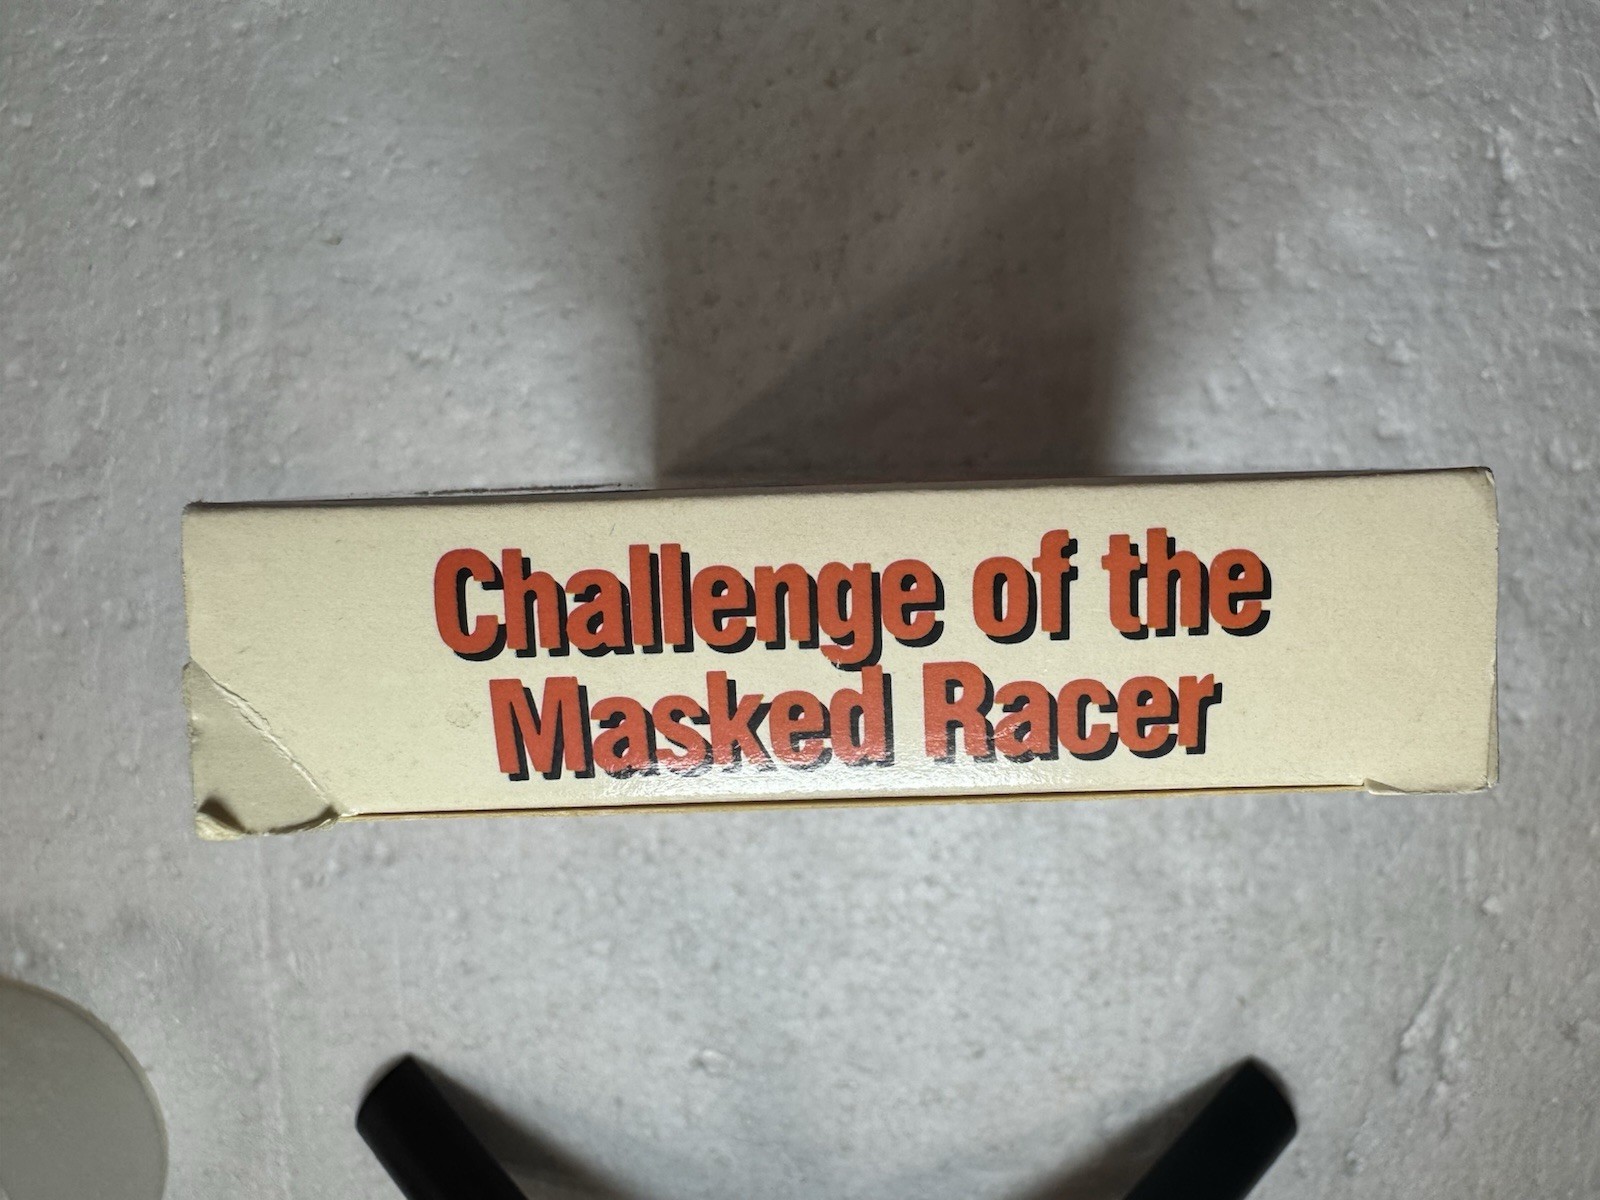 Challenge of the
Masked Racer